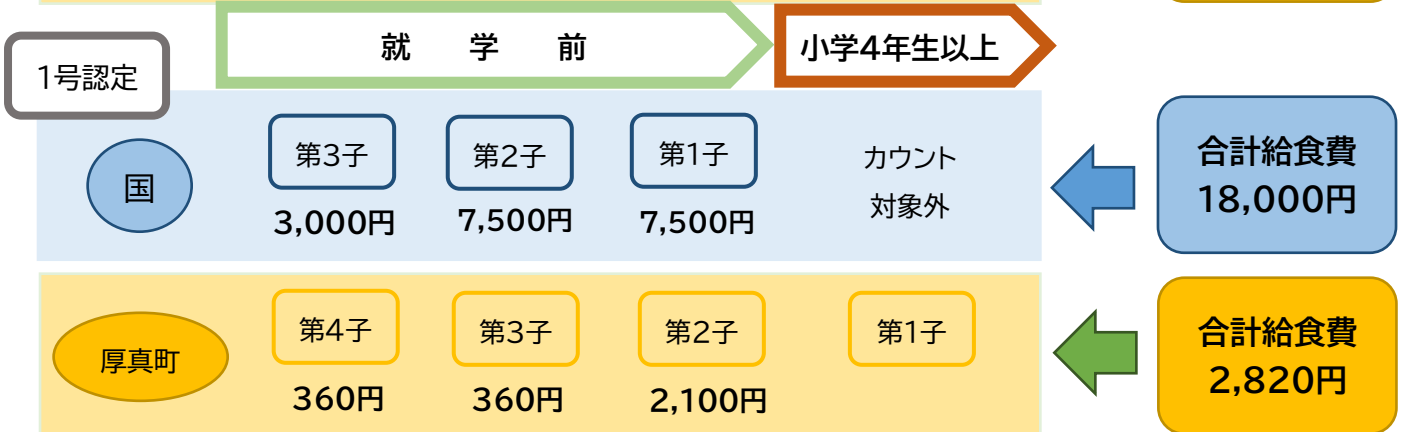 1号認定
就学前
小学4年生以上
国
第3子
第2子
第1子
カウント
対象外
3,000円
7,500円
7,500円
合計給食費
18,000円
厚真町
第4子
第3子
第2子
第1子
360円
360円
2,100円
合計給食費
2,820円